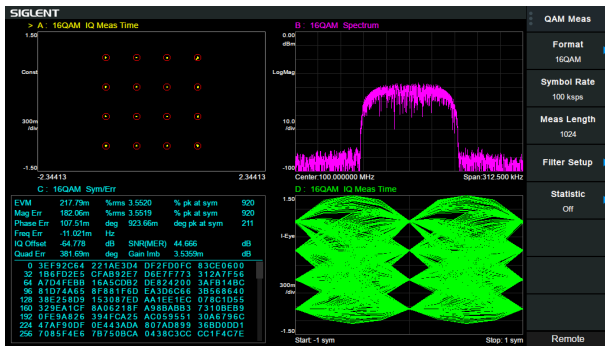 SIGLENT
> A : 16QAM IQ Meas Time
1.50
Const
300m
/div
-1.50
-2.34413 2.34413
B : 16QAM Spectrum
0.00
dBm
LogMag
10.0
/div
-100
Center:100.000000 MHz Span:312.500 kHz
C : 16QAM Sym/Err
EVM 217.79m %rms 3.5520 % pk at sym 920
Mag Err 182.06m %rms 3.5519 % pk at sym 920
Phase Err 107.51m deg 923.66m deg pk at sym 211
Freq Err -11.021m Hz
IQ Offset -64.778 dB SNR(MER) 44.666 dB
Quad Err 381.69m deg Gain Imb 3.5359m dB
0 3EF92C64 221AE3D4 DF2FD0FC 83CE0600
32 1B6FD2E5 CFAB92E7 D6E7F773 312A7F56
64 A7D4FEBB 16A5CDB2 DE824200 3AFB14BC
96 81D74A65 8F881F6D EA3D6C66 3B568640
128 38E258D9 153087ED AA1EE1EC 078C1D55
160 329EA1CF 8A06218F A98BABB3 7310BEB9
192 0FE9A826 394FCA25 AC059551 30A6796C
224 47AF90DF 0E443ADA 807AD899 36BD0DD1
256 7085F4E6 7B750BCA 0438C3CC CC1F4C7E
D : 16QAM IQ Meas Time
1.50
I-Eye
300m
/div
-1.50
Start: -1 sym Stop: 1 sym
QAM Meas
Format
16QAM
Symbol Rate
100 ksps
Meas Length
1024
Filter Setup
Statistic
Off
Remote